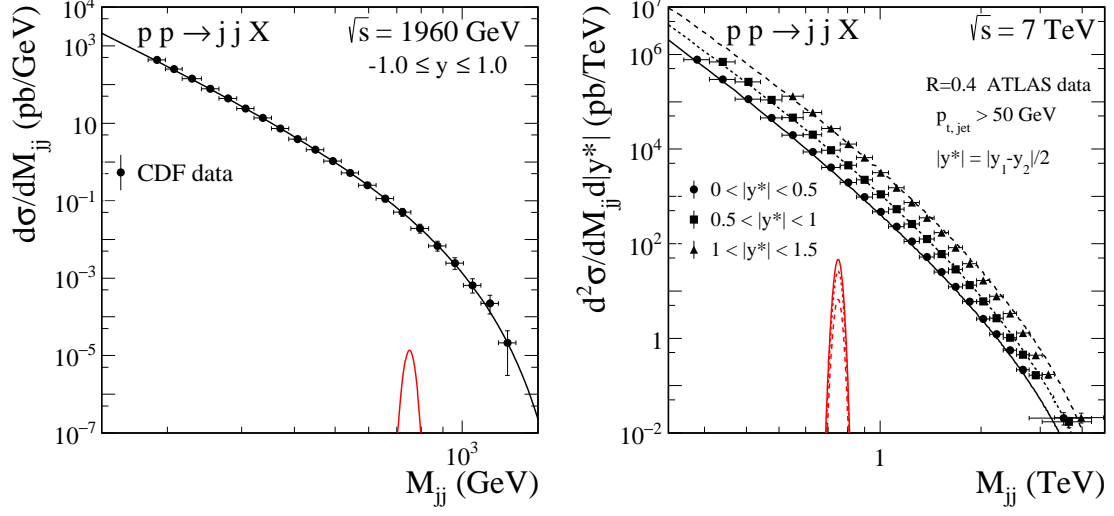 p p → j j X
√s = 1960 GeV
-1.0 ≤ y ≤ 1.0
CDF data
dσ/dM_jj (pb/GeV)
10^4
10^3
10
10^-1
10^-3
10^-5
10^-7
10^3
M_jj (GeV)
p p → j j X
√s = 7 TeV
R=0.4 ATLAS data
p_t, jet > 50 GeV
|y*| = |y_1-y_2|/2
0 < |y*| < 0.5
0.5 < |y*| < 1
1 < |y*| < 1.5
d^2σ/dM_jj d|y*| (pb/TeV)
10^7
10^6
10^4
10^2
1
10^-2
1
M_jj (TeV)